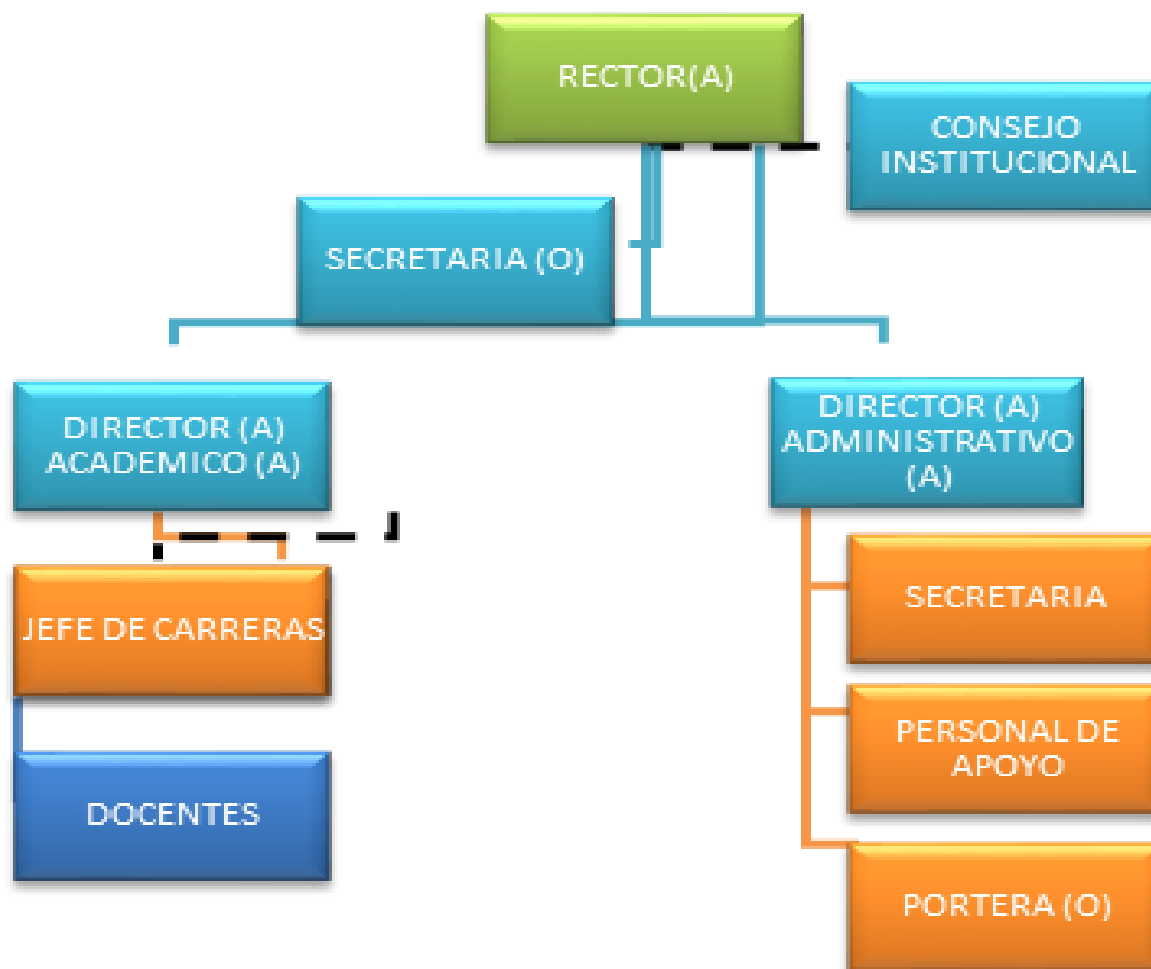 RECTOR(A)
CONSEJO
INSTITUCIONAL
SECRETARIA (O)
DIRECTOR (A)
ACADEMICO (A)
DIRECTOR (A)
ADMINISTRATIVO
(A)
JEFE DE CARRERAS
SECRETARIA
PERSONAL DE
APOYO
DOCENTES
PORTERA (O)